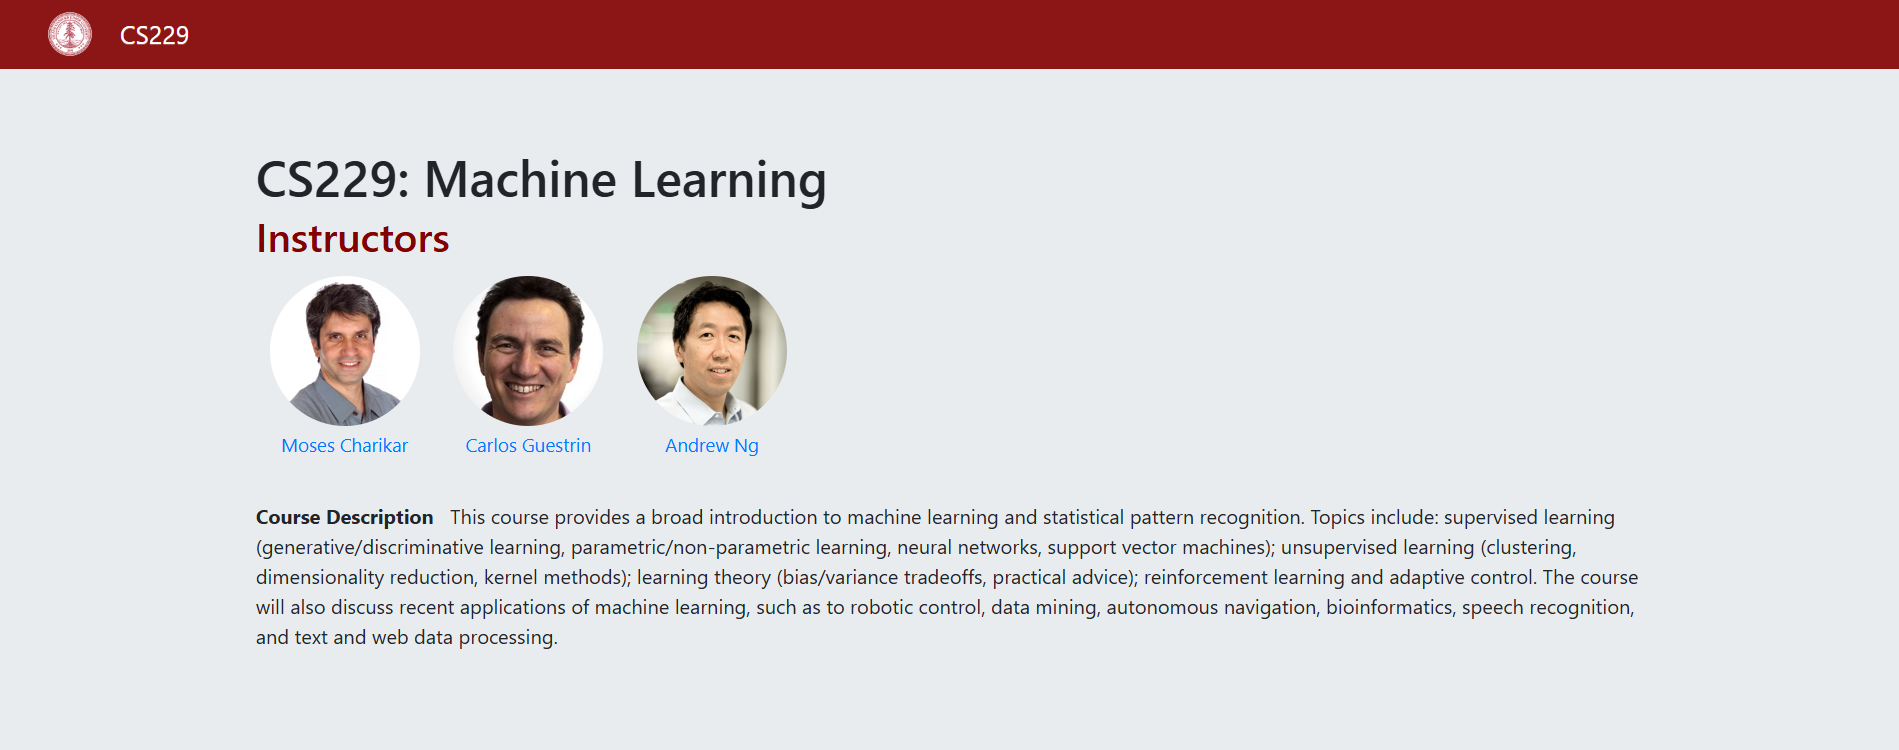 CS229
CS229: Machine Learning
Instructors
Moses Charikar
Carlos Guestrin
Andrew Ng
Course Description This course provides a broad introduction to machine learning and statistical pattern recognition. Topics include: supervised learning
(generative/discriminative learning, parametric/non-parametric learning, neural networks, support vector machines); unsupervised learning (clustering,
dimensionality reduction, kernel methods); learning theory (bias/variance tradeoffs, practical advice); reinforcement learning and adaptive control. The course
will also discuss recent applications of machine learning, such as to robotic control, data mining, autonomous navigation, bioinformatics, speech recognition,
and text and web data processing.